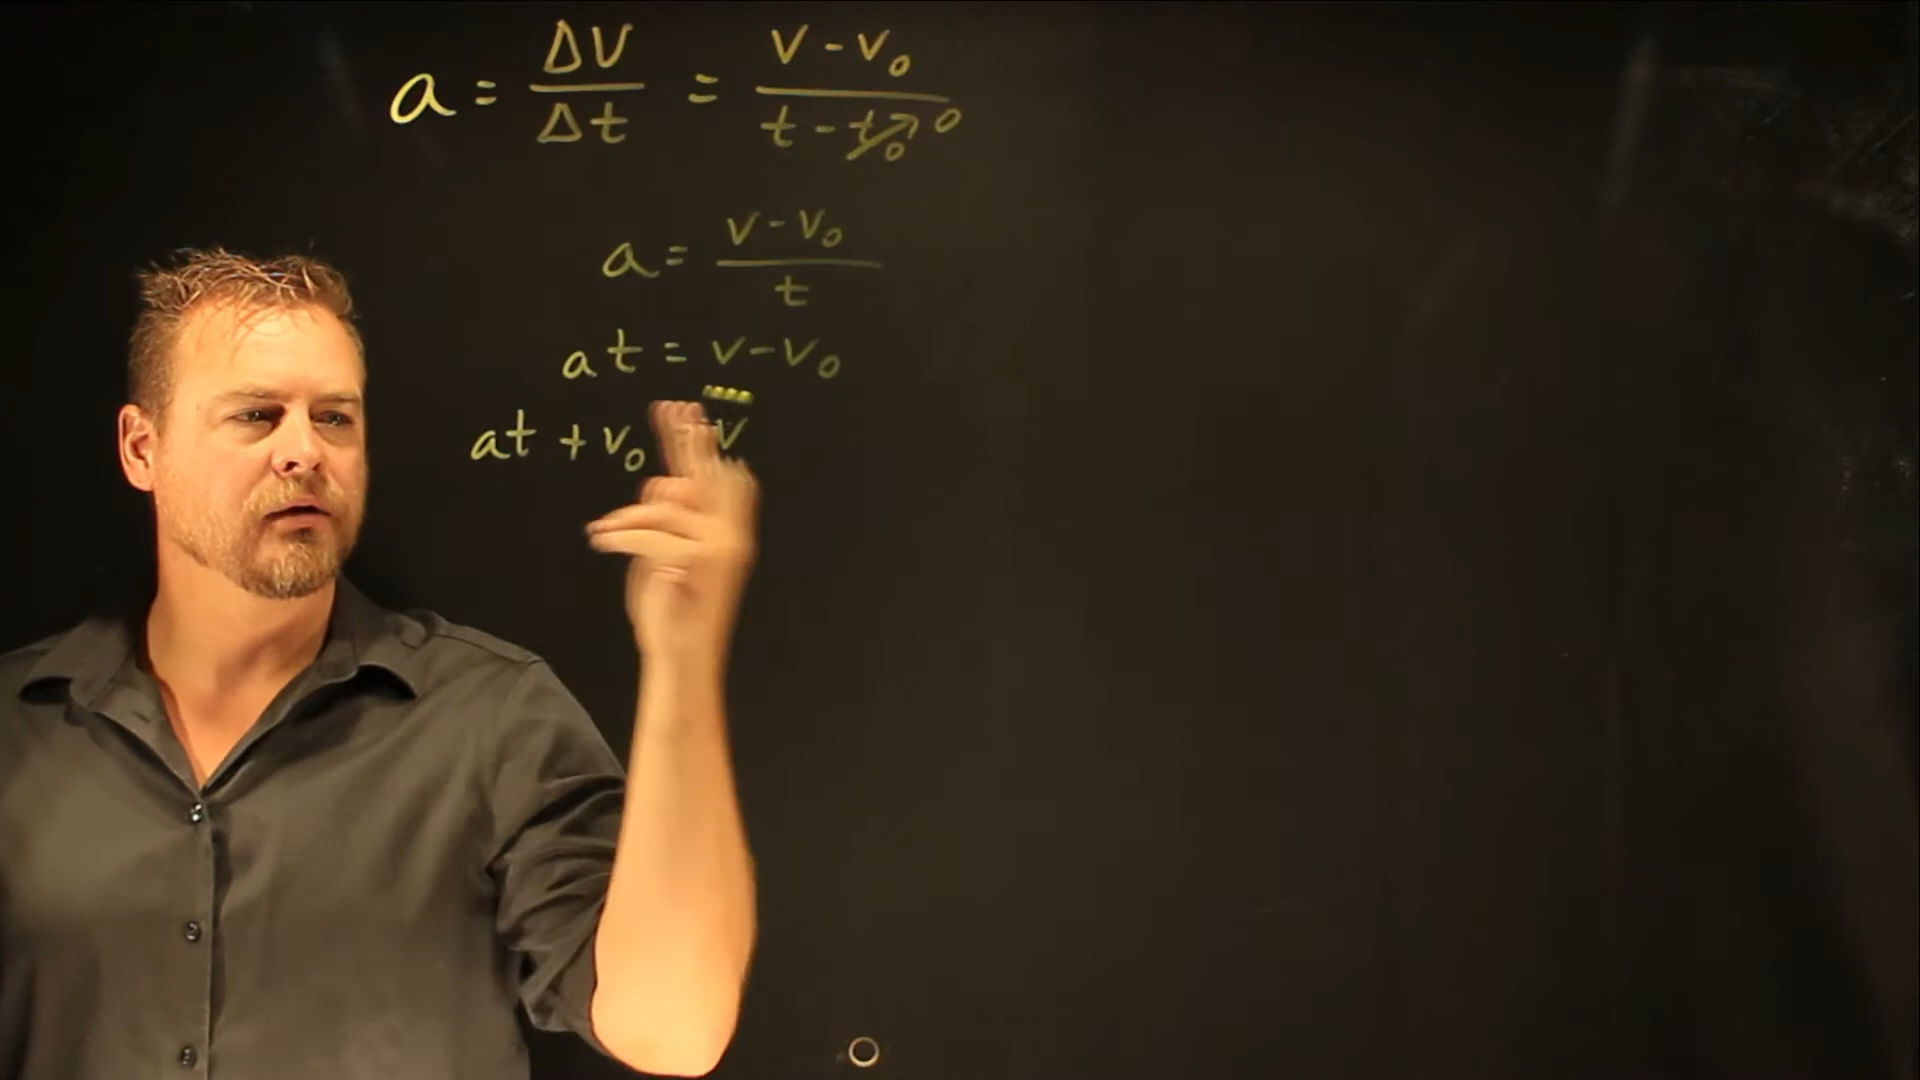 a = ΔV/Δt = (v - v₀)/(t - t₀) 0
a = (v - v₀)/t
at = v - v₀
at + v₀ = v